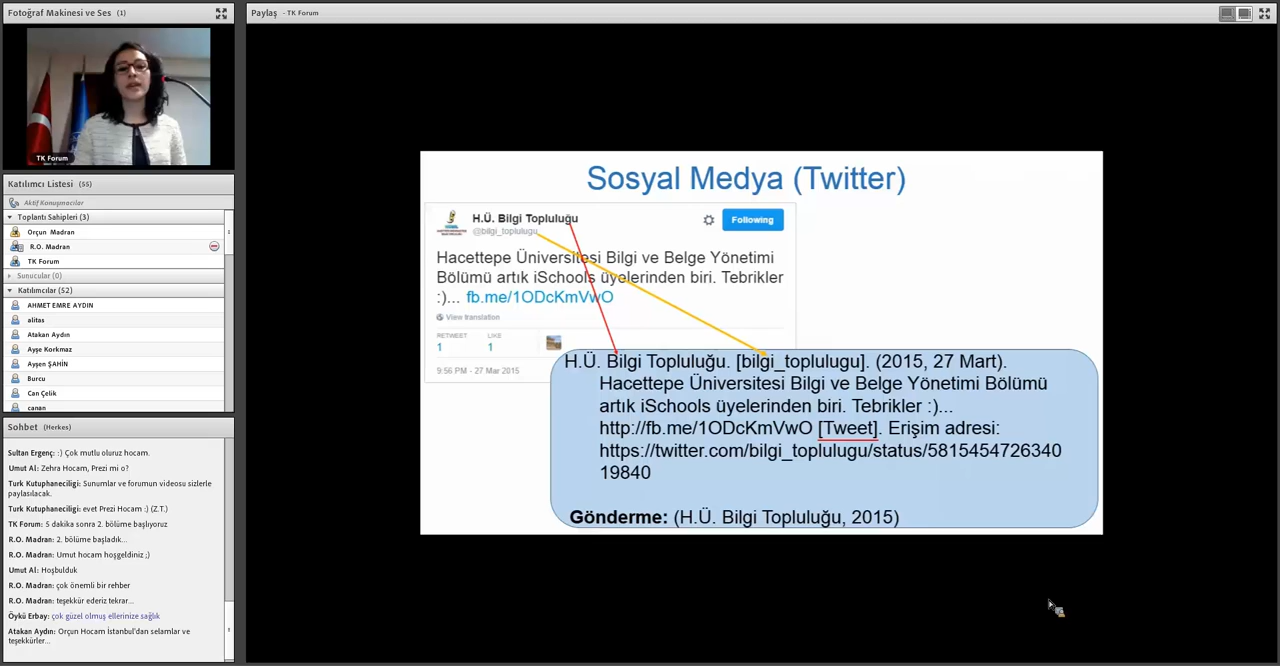 Fotoğraf Makinesi ve Ses (1)
TK Forum
Katılımcı Listesi (55)
Aktif Konuşmacılar
Toplantı Sahipleri (3)
Orçun Madran
R.O. Madran
TK Forum
Sunucular (0)
Katılımcılar (52)
AHMET EMRE AYDIN
alitas
Atakan Aydın
Ayşe Korkmaz
Ayşen ŞAHİN
Burcu
Can Çelik
canan
Sohbet (Herkes)
Sultan Ergenç: :) Çok mutlu oluruz hocam.
Umut Al: Zehra Hocam, Prezi mi o?
Turk Kutuphaneciligi: Sunumlar ve forumun videosu sizlerle
paylaşılacak.
Turk Kutuphaneciligi: evet Prezi Hocam :) (Z.T.)
TK Forum: 5 dakika sonra 2. bölüme başlıyoruz
R.O. Madran: 2. bölüme başladık...
R.O. Madran: Umut hocam hoşgeldiniz ;)
Umut Al: Hoşbulduk
R.O. Madran: çok önemli bir rehber
R.O. Madran: teşekkür ederiz tekrar...
Öykü Erbay: çok güzel olmuş ellerinize sağlık
Atakan Aydın: Orçun Hocam İstanbul'dan selamlar ve
teşekkürler...
Paylaş - TK Forum
Sosyal Medya (Twitter)
H.Ü. Bilgi Topluluğu
@bilgi_toplulugu
Following
Hacettepe Üniversitesi Bilgi ve Belge Yönetimi
Bölümü artık iSchools üyelerinden biri. Tebrikler
:)... fb.me/1ODcKmVwO
View translation
RETWEET LIKE
1 1
9:56 PM - 27 Mar 2015
H.Ü. Bilgi Topluluğu. [bilgi_toplulugu]. (2015, 27 Mart).
Hacettepe Üniversitesi Bilgi ve Belge Yönetimi Bölümü
artık iSchools üyelerinden biri. Tebrikler :)...
http://fb.me/1ODcKmVwO [Tweet]. Erişim adresi:
https://twitter.com/bilgi_toplulugu/status/5815454726340
19840
Gönderme: (H.Ü. Bilgi Topluluğu, 2015)